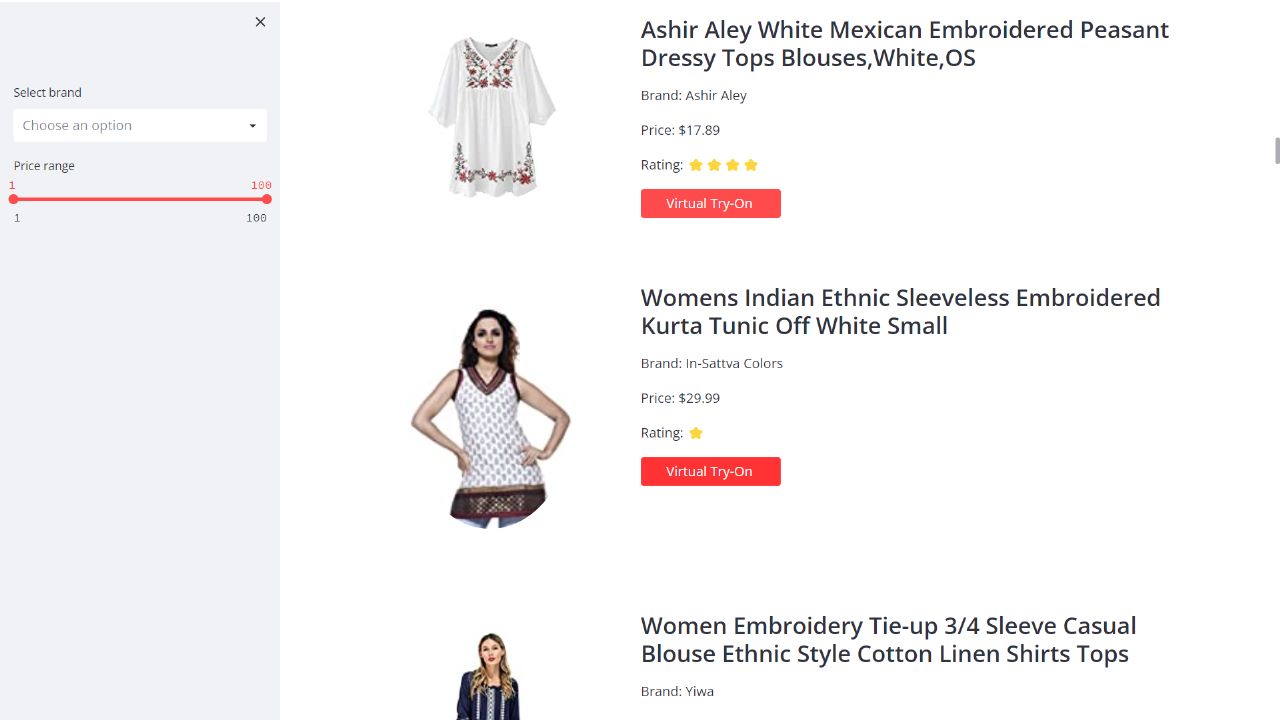 Select brand
Choose an option
Price range
1 100
1 100
Ashir Aley White Mexican Embroidered Peasant
Dressy Tops Blouses,White,OS
Brand: Ashir Aley
Price: $17.89
Rating:
Virtual Try-On
Womens Indian Ethnic Sleeveless Embroidered
Kurta Tunic Off White Small
Brand: In-Sattva Colors
Price: $29.99
Rating:
Virtual Try-On
Women Embroidery Tie-up 3/4 Sleeve Casual
Blouse Ethnic Style Cotton Linen Shirts Tops
Brand: Yiwa